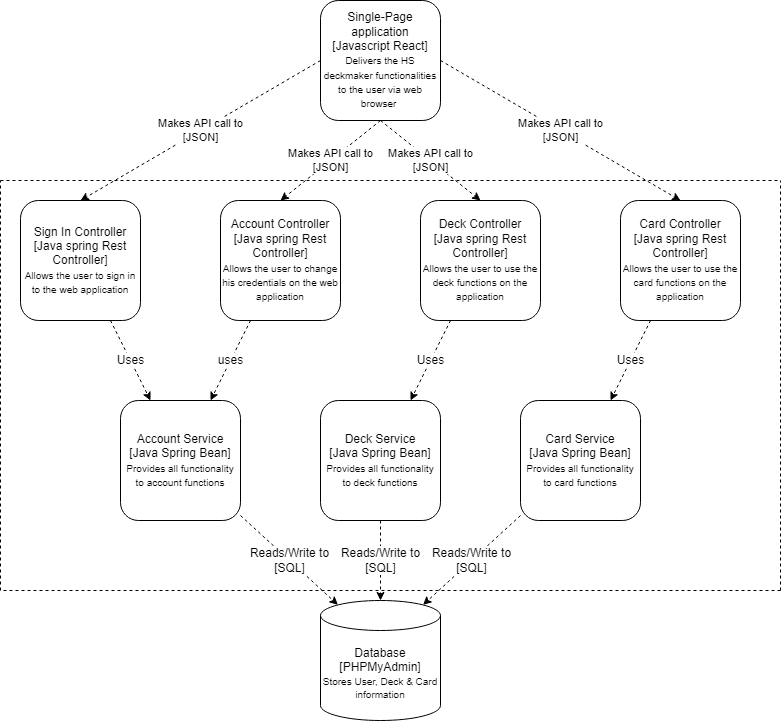 Single-Page
application
[Javascript React]
Delivers the HS
deckmaker functionalities
to the user via web
browser
Makes API call to
[JSON]
Makes API call to
[JSON]
Makes API call to
[JSON]
Makes API call to
[JSON]
Sign In Controller
[Java spring Rest
Controller]
Allows the user to sign in
to the web application
Account Controller
[Java spring Rest
Controller]
Allows the user to change
his credentials on the web
application
Deck Controller
[Java spring Rest
Controller]
Allows the user to use the
deck functions on the
application
Card Controller
[Java spring Rest
Controller]
Allows the user to use the
card functions on the
application
Uses
uses
Uses
Uses
Account Service
[Java Spring Bean]
Provides all functionality
to account functions
Deck Service
[Java Spring Bean]
Provides all functionality
to deck functions
Card Service
[Java Spring Bean]
Provides all functionality
to card functions
Reads/Write to
[SQL]
Reads/Write to
[SQL]
Reads/Write to
[SQL]
Database
[PHPMyAdmin]
Stores User, Deck & Card
information